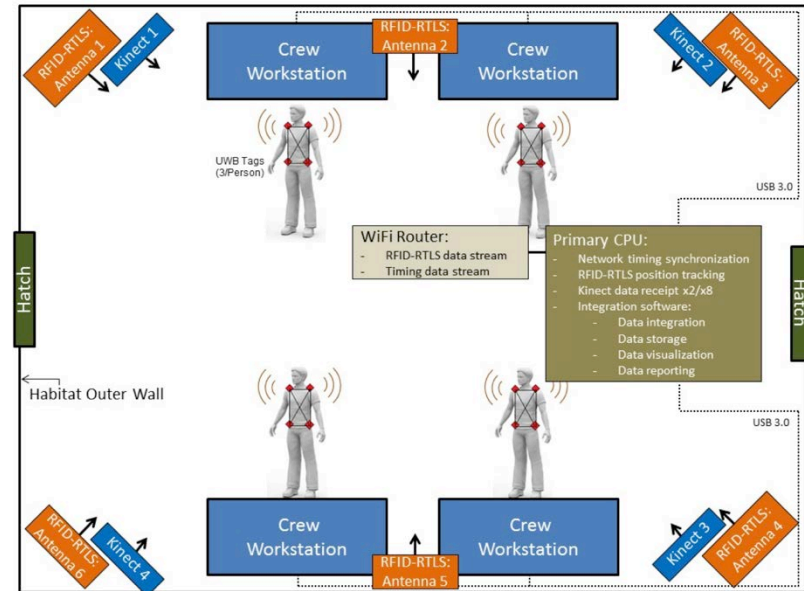 RFID-RTLS:
Antenna 1
Kinect 1
Crew
Workstation
RFID-RTLS:
Antenna 2
Crew
Workstation
Kinect 2
RFID-RTLS:
Antenna 3
UWB Tags
(3/Person)
USB 3.0
WiFi Router:
- RFID-RTLS data stream
- Timing data stream
Primary CPU:
- Network timing synchronization
- RFID-RTLS position tracking
- Kinect data receipt x2/x8
- Integration software:
- Data integration
- Data storage
- Data visualization
- Data reporting
Hatch
Hatch
Habitat Outer Wall
USB 3.0
RFID-RTLS:
Antenna 6
Kinect 4
Crew
Workstation
RFID-RTLS:
Antenna 5
Crew
Workstation
Kinect 3
RFID-RTLS:
Antenna 4